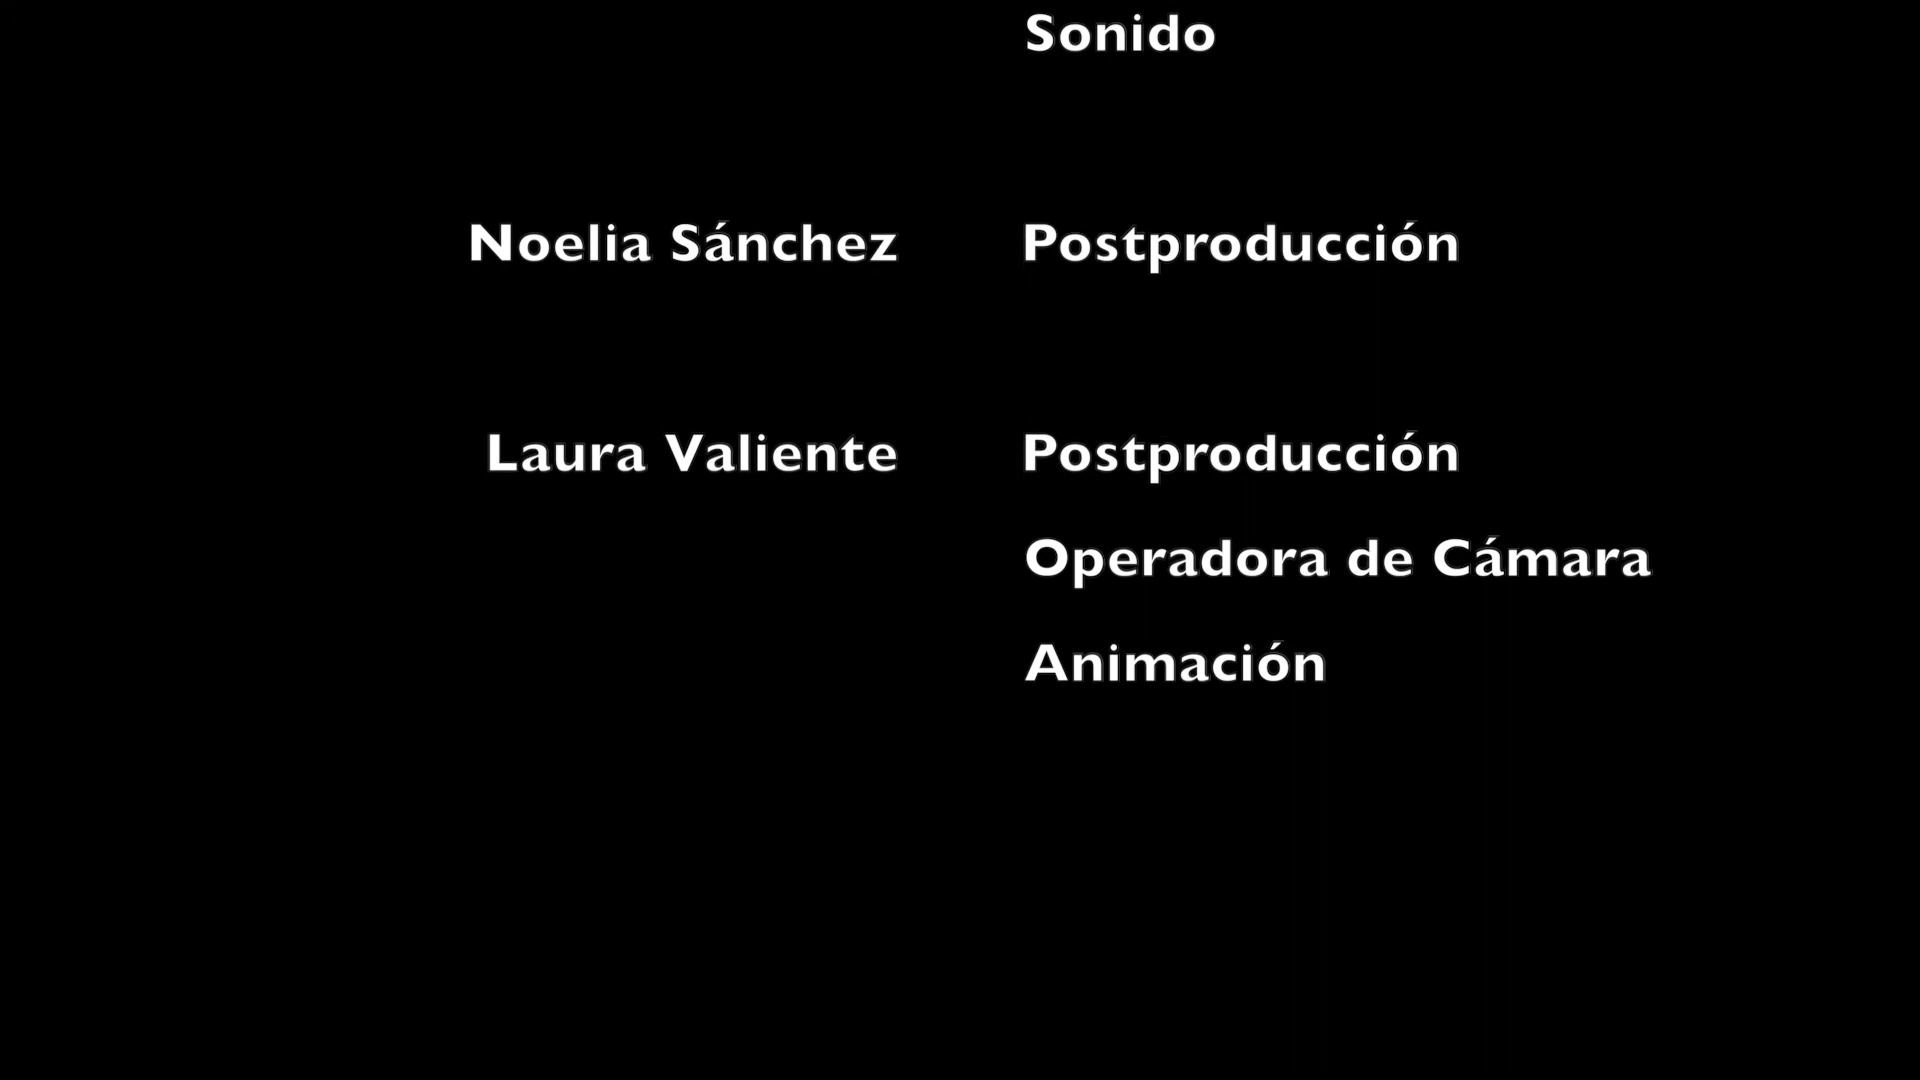 Sonido
Noelia Sánchez Postproducción
Laura Valiente Postproducción
Operadora de Cámara
Animación